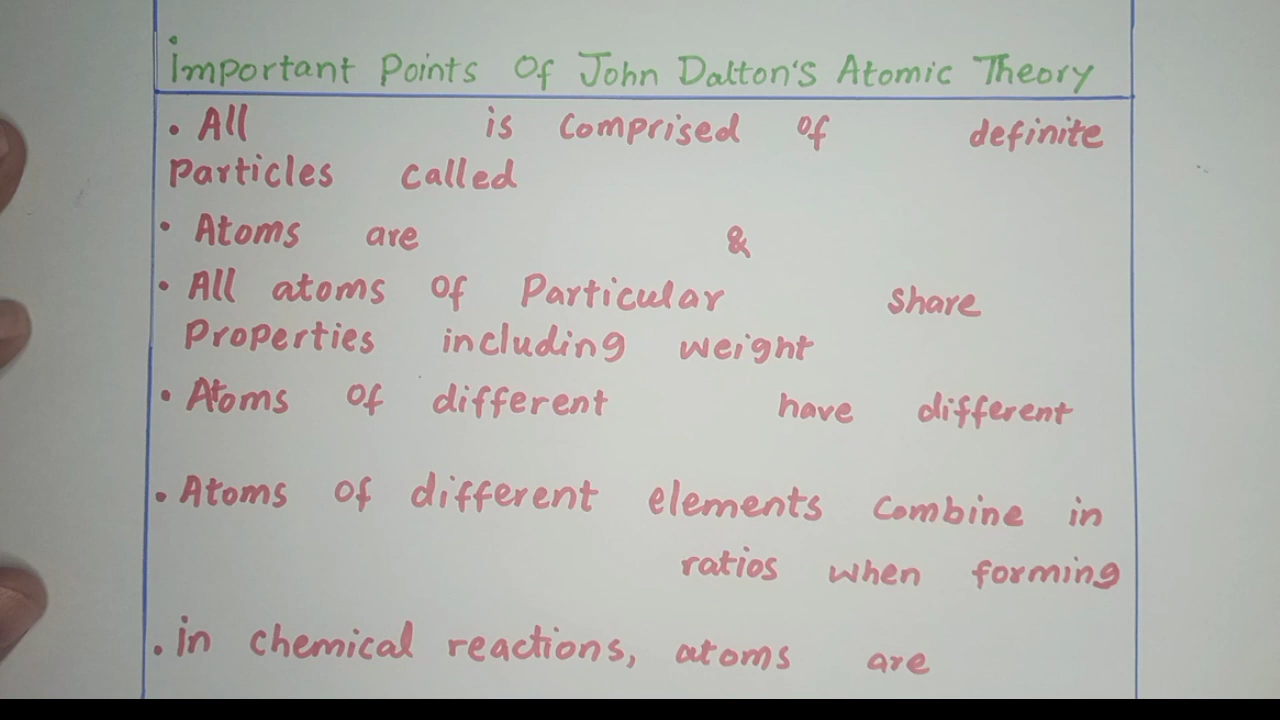 Important Points Of John Dalton's Atomic Theory
• All is comprised of definite
Particles called
• Atoms are &
• All atoms of Particular share
Properties including weight
• Atoms of different have different
• Atoms of different elements combine in
ratios when forming
• in chemical reactions, atoms are